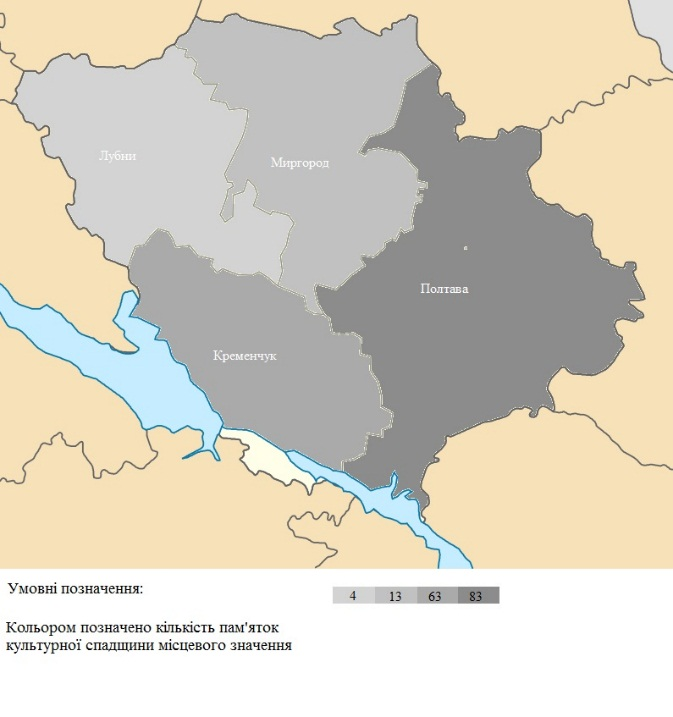 Лубни
Миргород
Полтава
Кременчук
Умовні позначення:
4 13 63 83
Кольором позначено кількість пам'яток
культурної спадщини місцевого значення